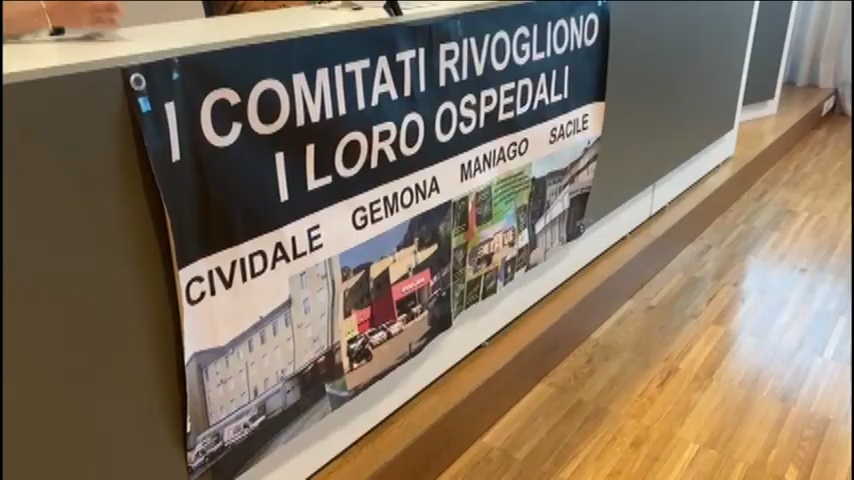 I COMITATI RIVOGLIONO
I LORO OSPEDALI
CIVIDALE GEMONA MANIAGO SACILE